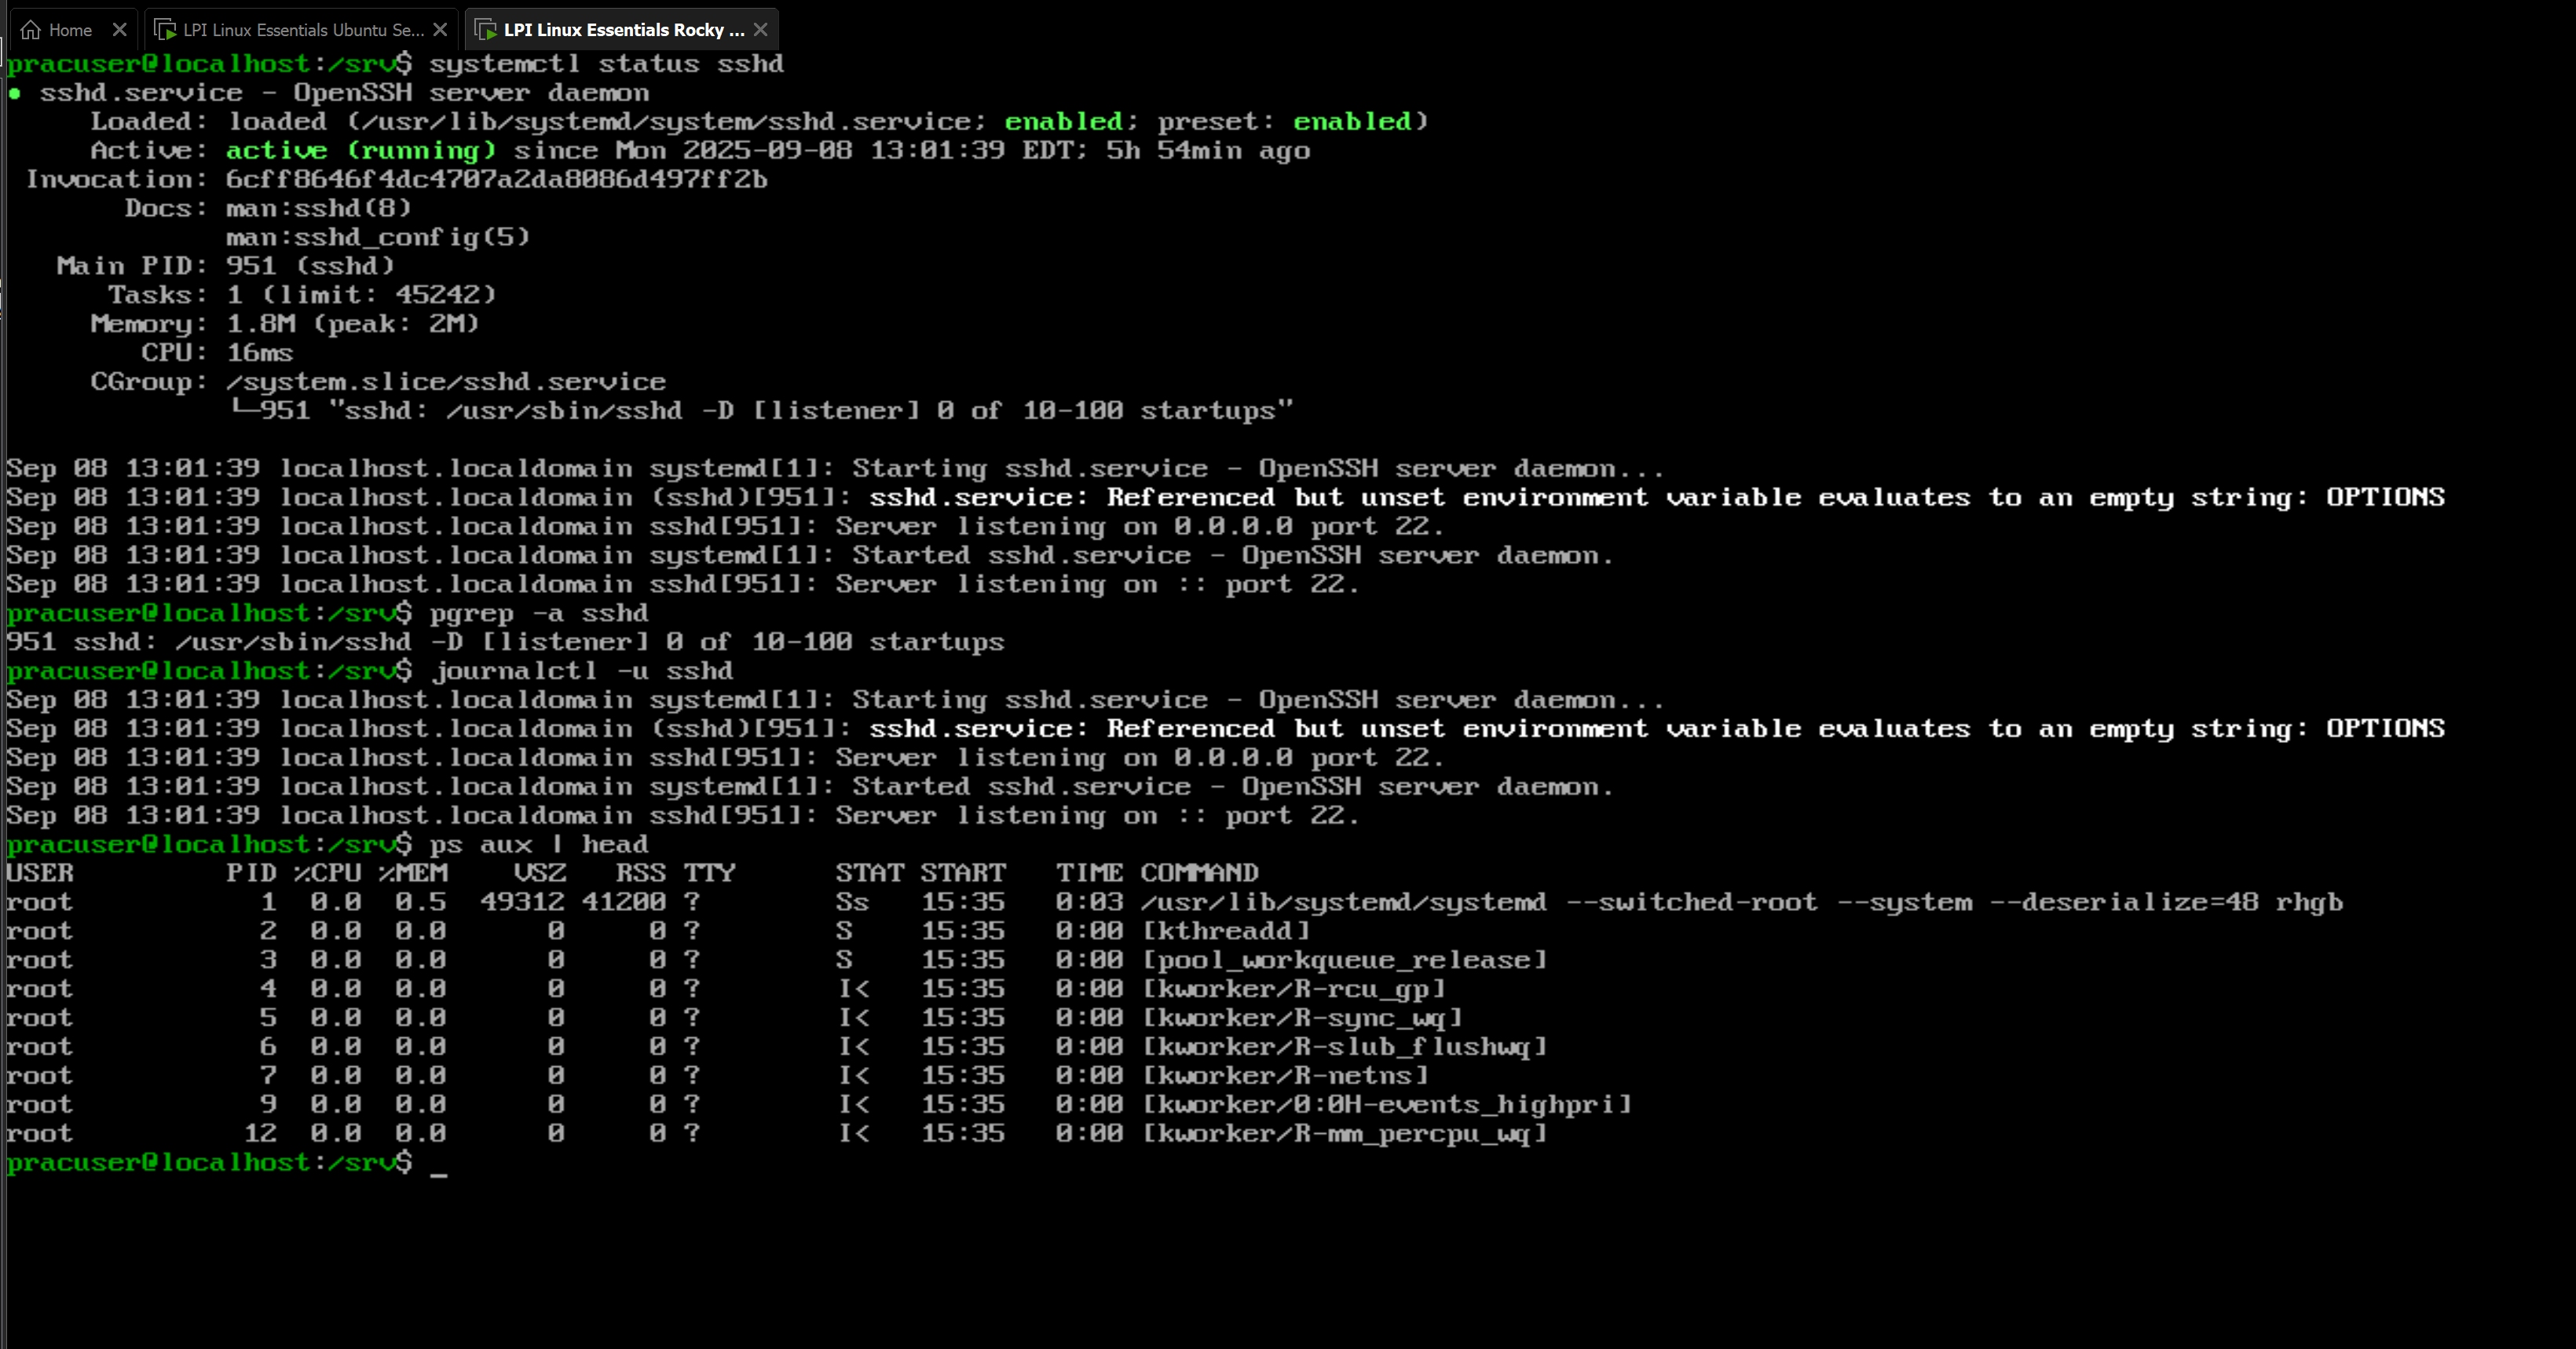 Home
LPI Linux Essentials Ubuntu Se...
LPI Linux Essentials Rocky ...
pracuser@localhost:/srv$ systemctl status sshd
● sshd.service - OpenSSH server daemon
     Loaded: loaded (/usr/lib/systemd/system/sshd.service; enabled; preset: enabled)
     Active: active (running) since Mon 2025-09-08 13:01:39 EDT; 5h 54min ago
 Invocation: 6cff8646f4dc4707a2da8086d497ff2b
       Docs: man:sshd(8)
             man:sshd_config(5)
   Main PID: 951 (sshd)
      Tasks: 1 (limit: 45242)
     Memory: 1.8M (peak: 2M)
        CPU: 16ms
     CGroup: /system.slice/sshd.service
             └─951 "sshd: /usr/sbin/sshd -D [listener] 0 of 10-100 startups"
Sep 08 13:01:39 localhost.localdomain systemd[1]: Starting sshd.service - OpenSSH server daemon...
Sep 08 13:01:39 localhost.localdomain (sshd)[951]: sshd.service: Referenced but unset environment variable evaluates to an empty string: OPTIONS
Sep 08 13:01:39 localhost.localdomain sshd[951]: Server listening on 0.0.0.0 port 22.
Sep 08 13:01:39 localhost.localdomain systemd[1]: Started sshd.service - OpenSSH server daemon.
Sep 08 13:01:39 localhost.localdomain sshd[951]: Server listening on :: port 22.
pracuser@localhost:/srv$ pgrep -a sshd
951 sshd: /usr/sbin/sshd -D [listener] 0 of 10-100 startups
pracuser@localhost:/srv$ journalctl -u sshd
Sep 08 13:01:39 localhost.localdomain systemd[1]: Starting sshd.service - OpenSSH server daemon...
Sep 08 13:01:39 localhost.localdomain (sshd)[951]: sshd.service: Referenced but unset environment variable evaluates to an empty string: OPTIONS
Sep 08 13:01:39 localhost.localdomain sshd[951]: Server listening on 0.0.0.0 port 22.
Sep 08 13:01:39 localhost.localdomain systemd[1]: Started sshd.service - OpenSSH server daemon.
Sep 08 13:01:39 localhost.localdomain sshd[951]: Server listening on :: port 22.
pracuser@localhost:/srv$ ps aux | head
USER         PID %CPU %MEM    VSZ   RSS TTY      STAT START   TIME COMMAND
root           1  0.0  0.5  49312 41200 ?        Ss   15:35   0:03 /usr/lib/systemd/systemd --switched-root --system --deserialize=48 rhgb
root           2  0.0  0.0      0     0 ?        S    15:35   0:00 [kthreadd]
root           3  0.0  0.0      0     0 ?        S    15:35   0:00 [pool_workqueue_release]
root           4  0.0  0.0      0     0 ?        I<   15:35   0:00 [kworker/R-rcu_gp]
root           5  0.0  0.0      0     0 ?        I<   15:35   0:00 [kworker/R-sync_wq]
root           6  0.0  0.0      0     0 ?        I<   15:35   0:00 [kworker/R-slub_flushwq]
root           7  0.0  0.0      0     0 ?        I<   15:35   0:00 [kworker/R-netns]
root           9  0.0  0.0      0     0 ?        I<   15:35   0:00 [kworker/0:0H-events_highpri]
root          12  0.0  0.0      0     0 ?        I<   15:35   0:00 [kworker/R-mm_percpu_wq]
pracuser@localhost:/srv$ _